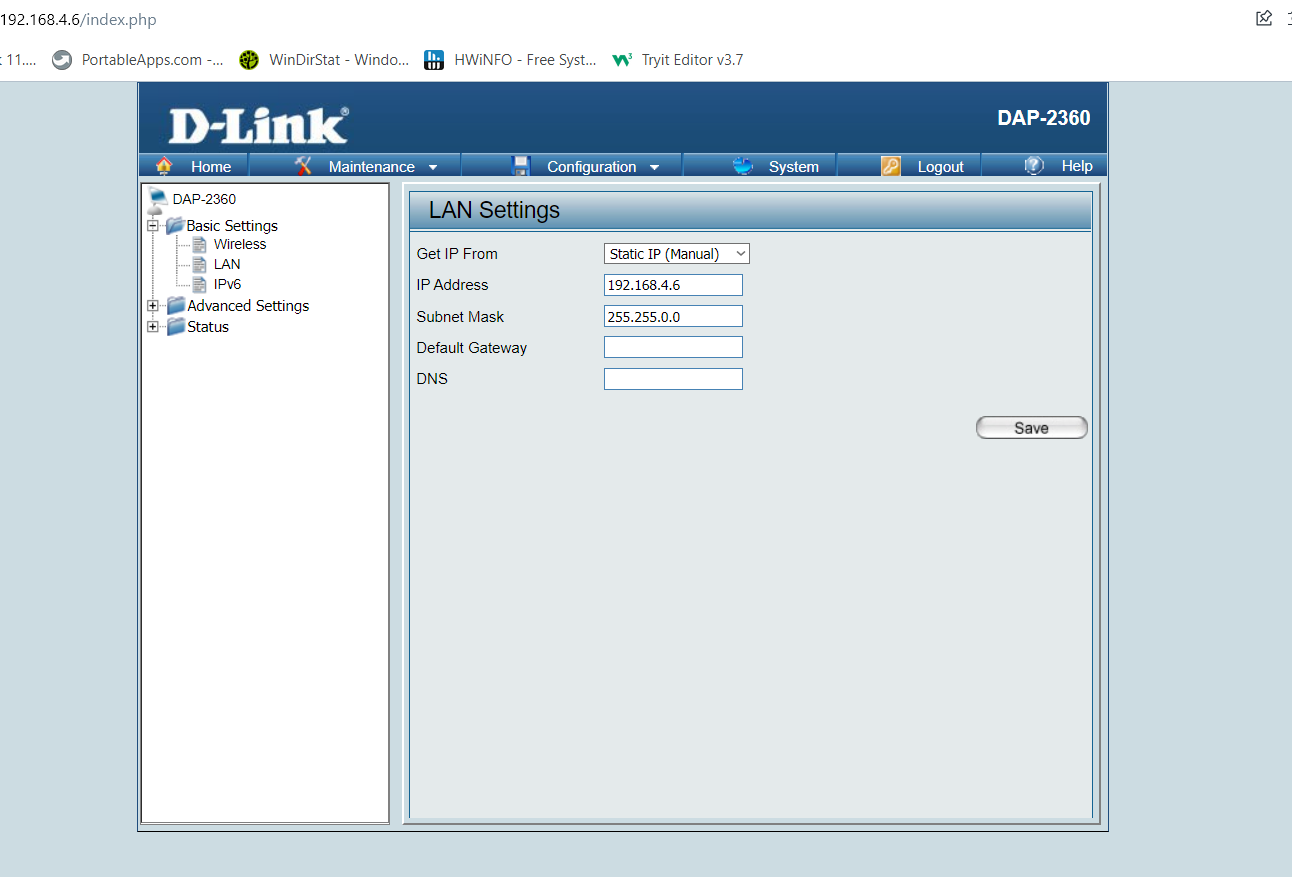 192.168.4.6/index.php
11.... PortableApps.com -... WinDirStat - Windo... HWiNFO - Free Syst... W³ Tryit Editor v3.7
D-Link®
DAP-2360
Home Maintenance Configuration System Logout Help
DAP-2360
Basic Settings
Wireless
LAN
IPv6
Advanced Settings
Status
LAN Settings
Get IP From Static IP (Manual)
IP Address 192.168.4.6
Subnet Mask 255.255.0.0
Default Gateway
DNS
Save